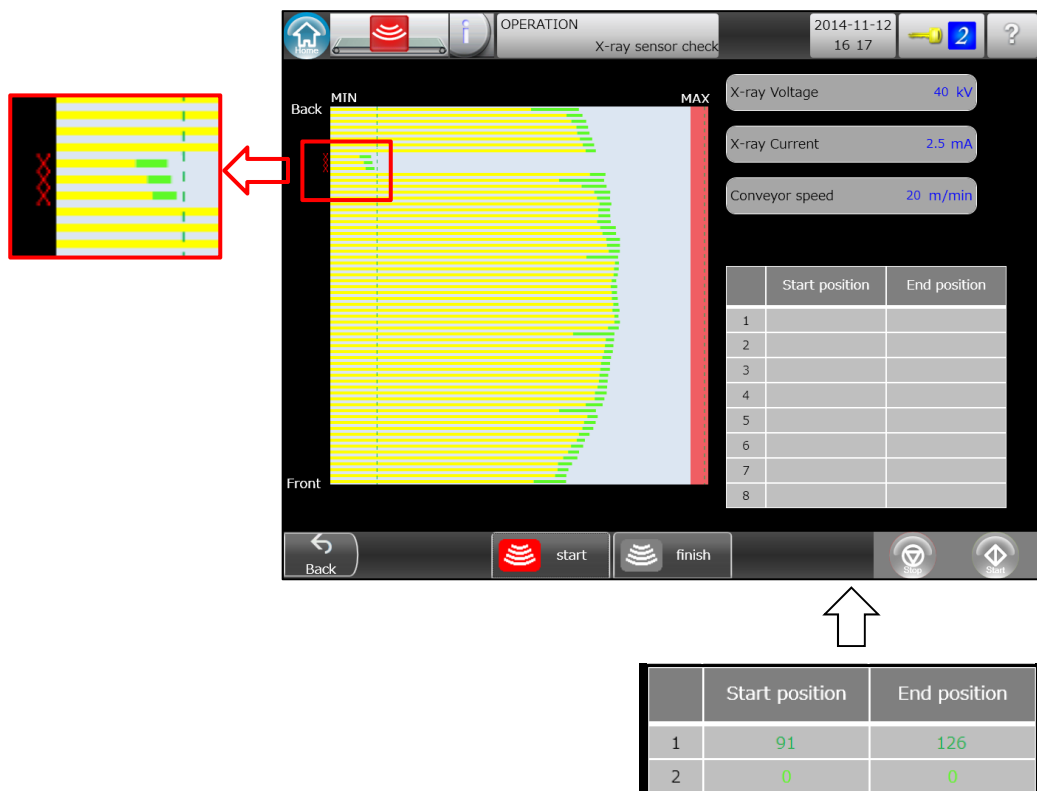 OPERATION
X-ray sensor check
2014-11-12
16 17
2
?
i
Home
MIN
MAX
Back
Front
X-ray Voltage 40 kV
X-ray Current 2.5 mA
Conveyor speed 20 m/min
Start position End position
1
2
3
4
5
6
7
8
Back
start
finish
Stop
Start
Start position End position
1 91 126
2 0 0